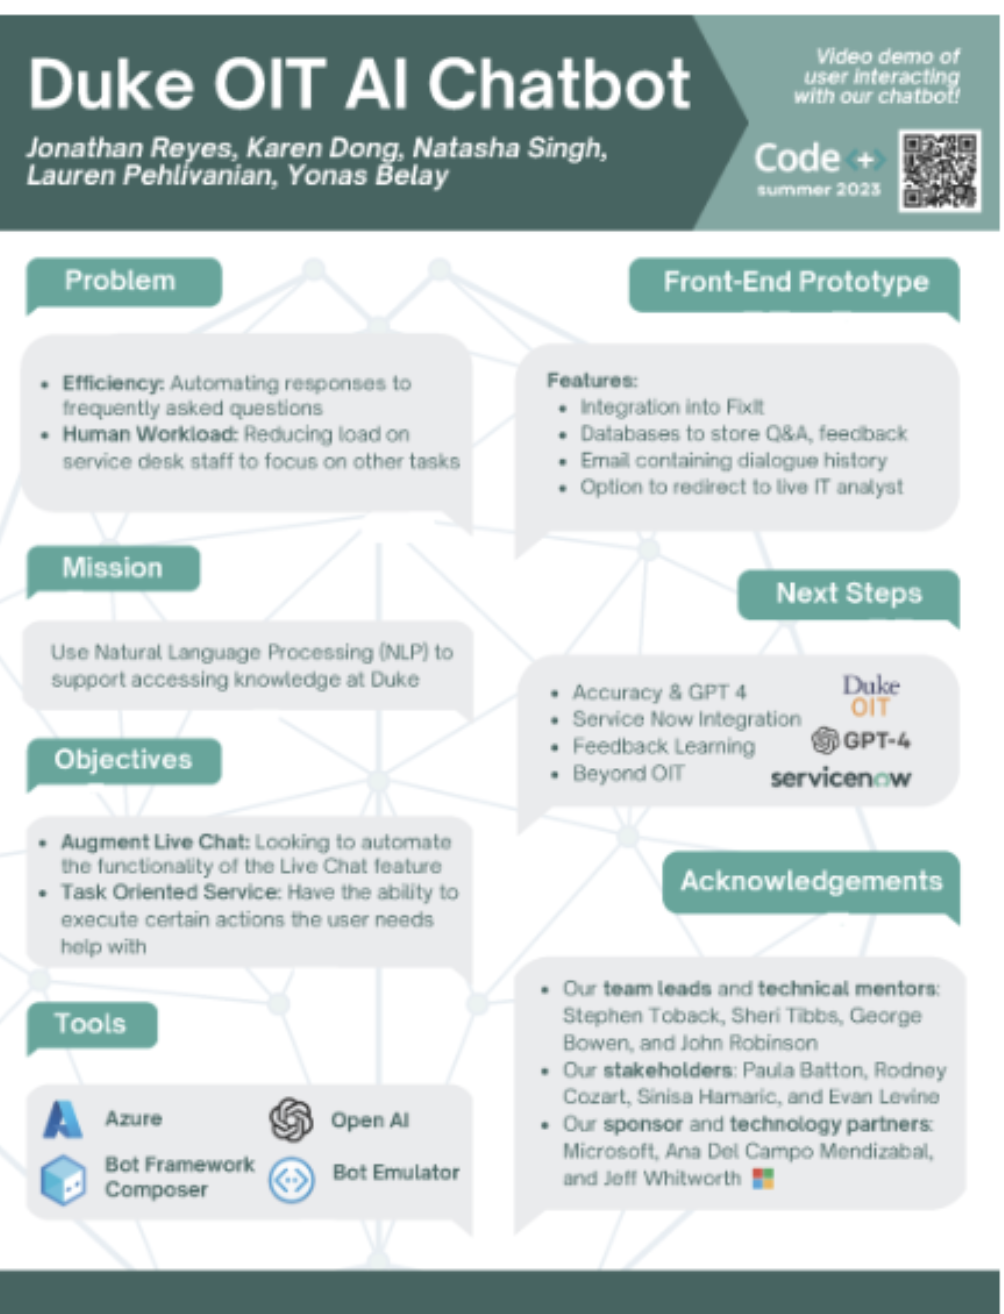 Duke OIT AI Chatbot
Jonathan Reyes, Karen Dong, Natasha Singh,
Lauren Pehlivanian, Yonas Belay
Video demo of
user interacting
with our chatbot!
Code <+>
summer 2023
Problem
• Efficiency: Automating responses to
frequently asked questions
• Human Workload: Reducing load on
service desk staff to focus on other tasks
Mission
Use Natural Language Processing (NLP) to
support accessing knowledge at Duke
Objectives
• Augment Live Chat: Looking to automate
the functionality of the Live Chat feature
• Task Oriented Service: Have the ability to
execute certain actions the user needs
help with
Tools
Azure
Open AI
Bot Framework
Composer
Bot Emulator
Front-End Prototype
Features:
• Integration into FixIt
• Databases to store Q&A, feedback
• Email containing dialogue history
• Option to redirect to live IT analyst
Next Steps
• Accuracy & GPT 4
• Service Now Integration
• Feedback Learning
• Beyond OIT
Duke
OIT
GPT-4
servicenow
Acknowledgements
• Our team leads and technical mentors:
Stephen Toback, Sheri Tibbs, George
Bowen, and John Robinson
• Our stakeholders: Paula Batton, Rodney
Cozart, Sinisa Hamaric, and Evan Levine
• Our sponsor and technology partners:
Microsoft, Ana Del Campo Mendizabal,
and Jeff Whitworth